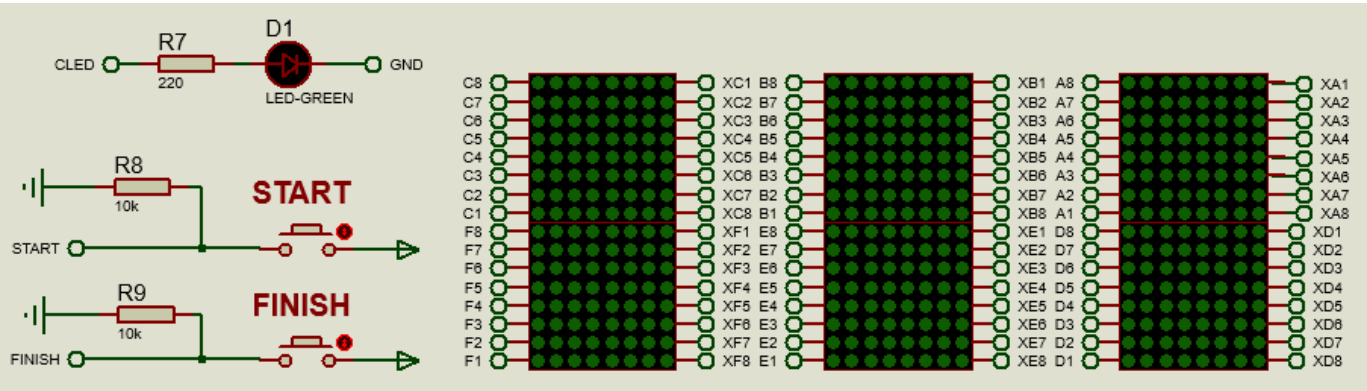 R7
D1
CLED
GND
220
LED-GREEN
R8
10k
START
START
R9
10k
FINISH
FINISH
C8 XC1 B8 XB1 A8 XA1
C7 XC2 B7 XB2 A7 XA2
C6 XC3 B6 XB3 A6 XA3
C5 XC4 B5 XB4 A5 XA4
C4 XC5 B4 XB5 A4 XA5
C3 XC6 B3 XB6 A3 XA6
C2 XC7 B2 XB7 A2 XA7
C1 XC8 B1 XB8 A1 XA8
F8 XF1 E8 XE1 D8 XD1
F7 XF2 E7 XE2 D7 XD2
F6 XF3 E6 XE3 D6 XD3
F5 XF4 E5 XE4 D5 XD4
F4 XF5 E4 XE5 D4 XD5
F3 XF6 E3 XE6 D3 XD6
F2 XF7 E2 XE7 D2 XD7
F1 XF8 E1 XE8 D1 XD8